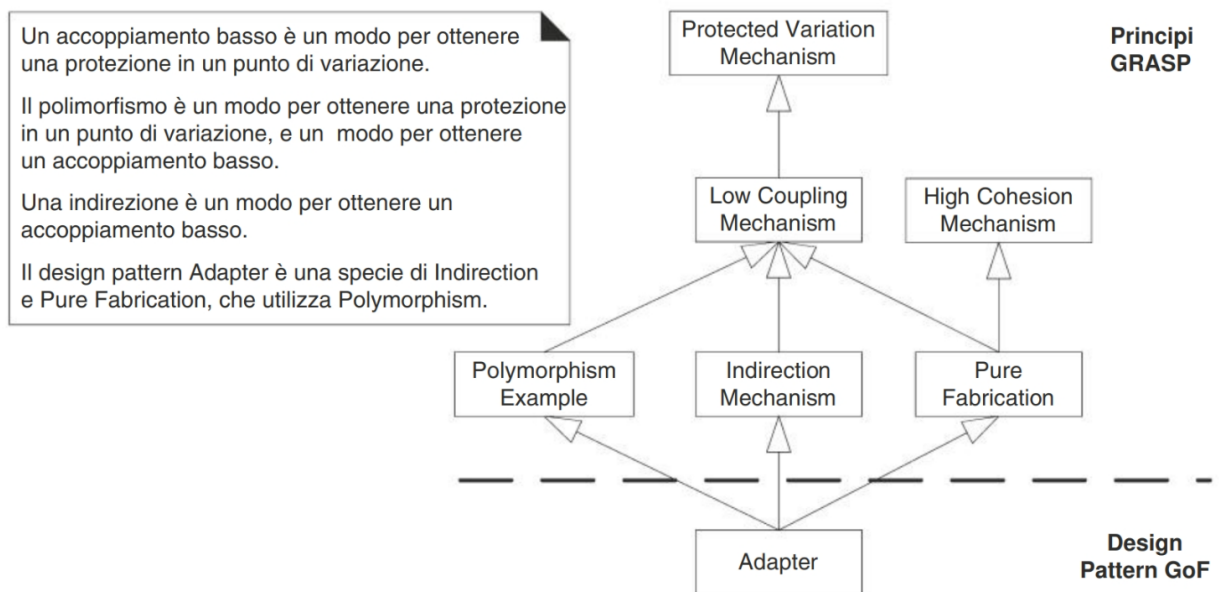 Un accoppiamento basso è un modo per ottenere
una protezione in un punto di variazione.
Il polimorfismo è un modo per ottenere una protezione
in un punto di variazione, e un modo per ottenere
un accoppiamento basso.
Una indirezione è un modo per ottenere un
accoppiamento basso.
Il design pattern Adapter è una specie di Indirection
e Pure Fabrication, che utilizza Polymorphism.
Protected Variation
Mechanism
Principi
GRASP
Low Coupling
Mechanism
High Cohesion
Mechanism
Polymorphism
Example
Indirection
Mechanism
Pure
Fabrication
Adapter
Design
Pattern GoF